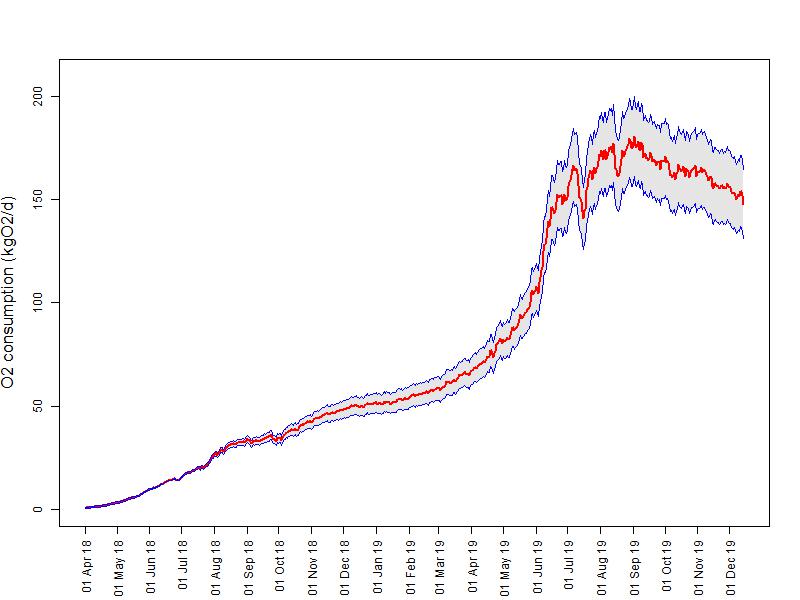 O2 consumption (kgO2/d)
200
150
100
50
0
01 Apr 18
01 May 18
01 Jun 18
01 Jul 18
01 Aug 18
01 Sep 18
01 Oct 18
01 Nov 18
01 Dec 18
01 Jan 19
01 Feb 19
01 Mar 19
01 Apr 19
01 May 19
01 Jun 19
01 Jul 19
01 Aug 19
01 Sep 19
01 Oct 19
01 Nov 19
01 Dec 19